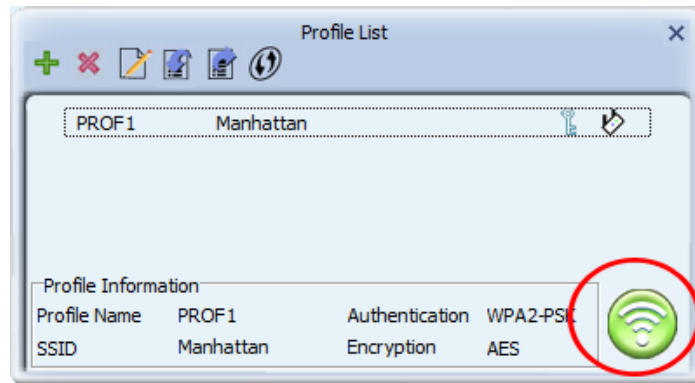 Profile List
PROF1 Manhattan
Profile Information
Profile Name PROF1 Authentication WPA2-PSK
SSID Manhattan Encryption AES